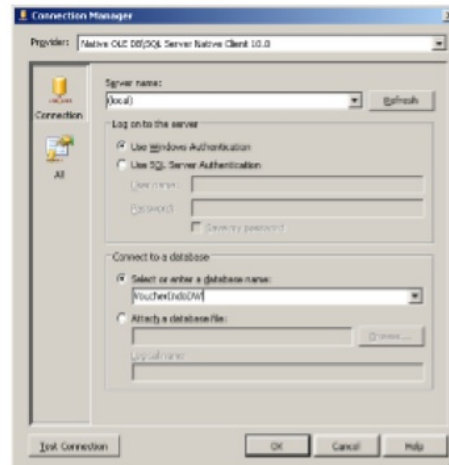 Connection Manager
Provider: Native OLE DB\SQL Server Native Client 10.0
Connection
All
Server name:
(local)
Refresh
Log on to the server
Use Windows Authentication
Use SQL Server Authentication
User name:
Password:
Save my password
Connect to a database
Select or enter a database name:
VoucherIndoDW
Attach a database file:
Browse...
Logical name:
Test Connection
OK
Cancel
Help